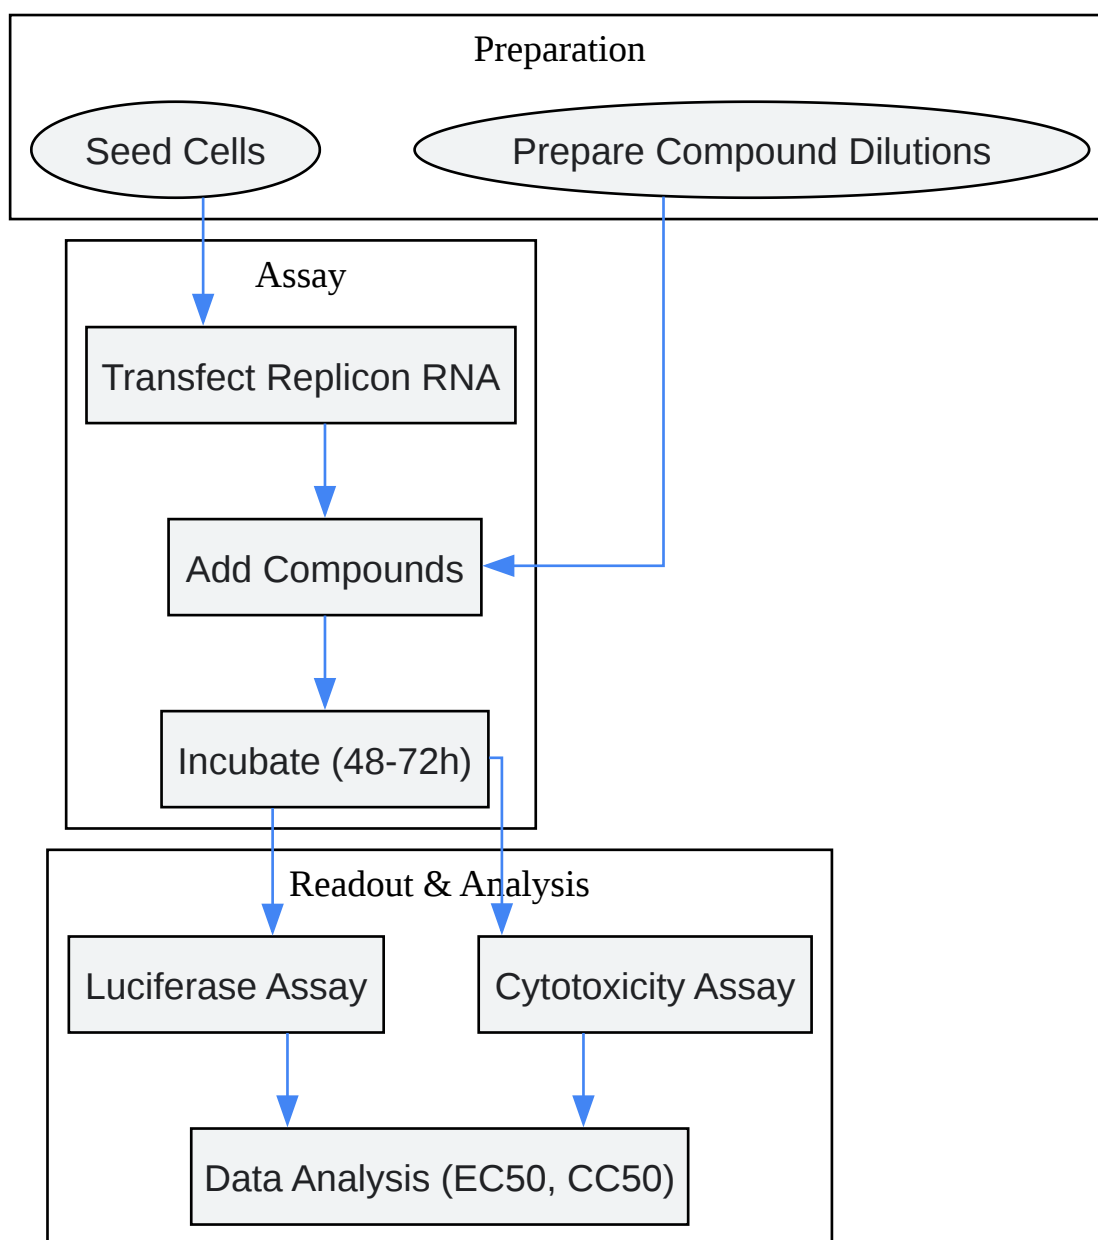 Preparation
Seed Cells
Prepare Compound Dilutions
Assay
Transfect Replicon RNA
Add Compounds
Incubate (48-72h)
Readout & Analysis
Luciferase Assay
Cytotoxicity Assay
Data Analysis (EC50, CC50)